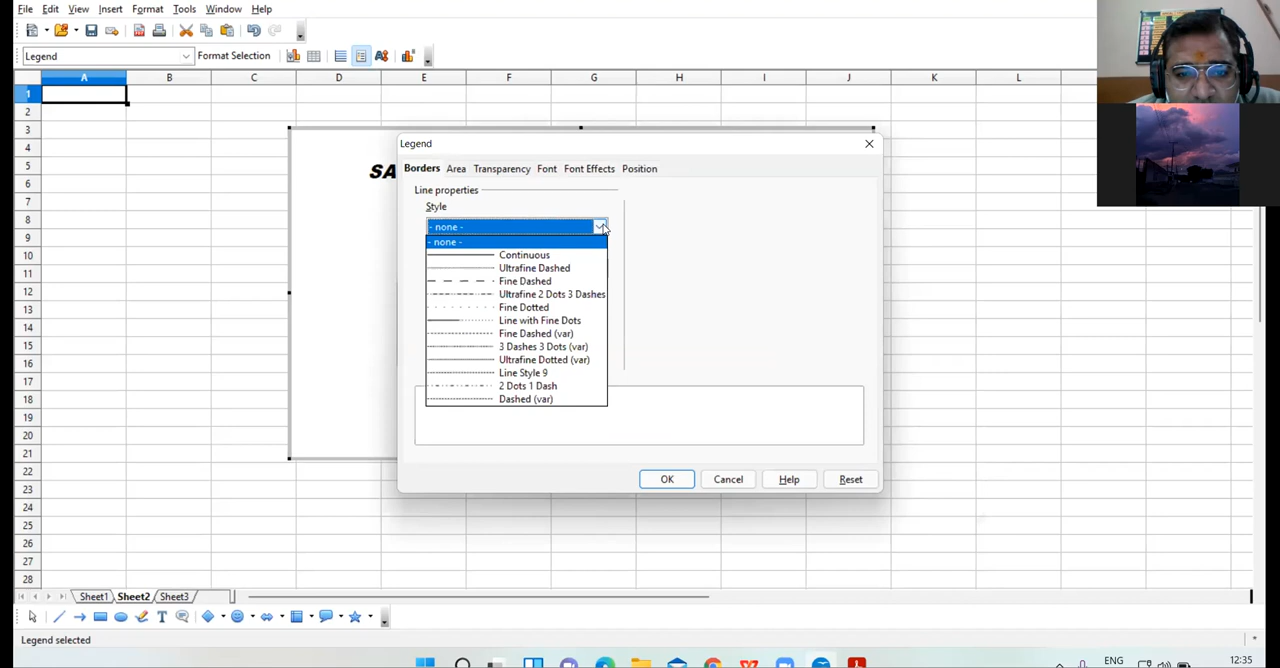 File Edit View Insert Format Tools Window Help
Legend Format Selection
A B C D E F G H I J K L
1
2
3
4
5
6
7
8
9
10
11
12
13
14
15
16
17
18
19
20
21
22
23
24
25
26
27
28
SA
Legend
Borders Area Transparency Font Font Effects Position
Line properties
Style
- none -
- none -
Continuous
Ultrafine Dashed
Fine Dashed
Ultrafine 2 Dots 3 Dashes
Fine Dotted
Line with Fine Dots
Fine Dashed (var)
3 Dashes 3 Dots (var)
Ultrafine Dotted (var)
Line Style 9
2 Dots 1 Dash
Dashed (var)
OK Cancel Help Reset
Sheet1 Sheet2 Sheet3
Legend selected
ENG 12:35